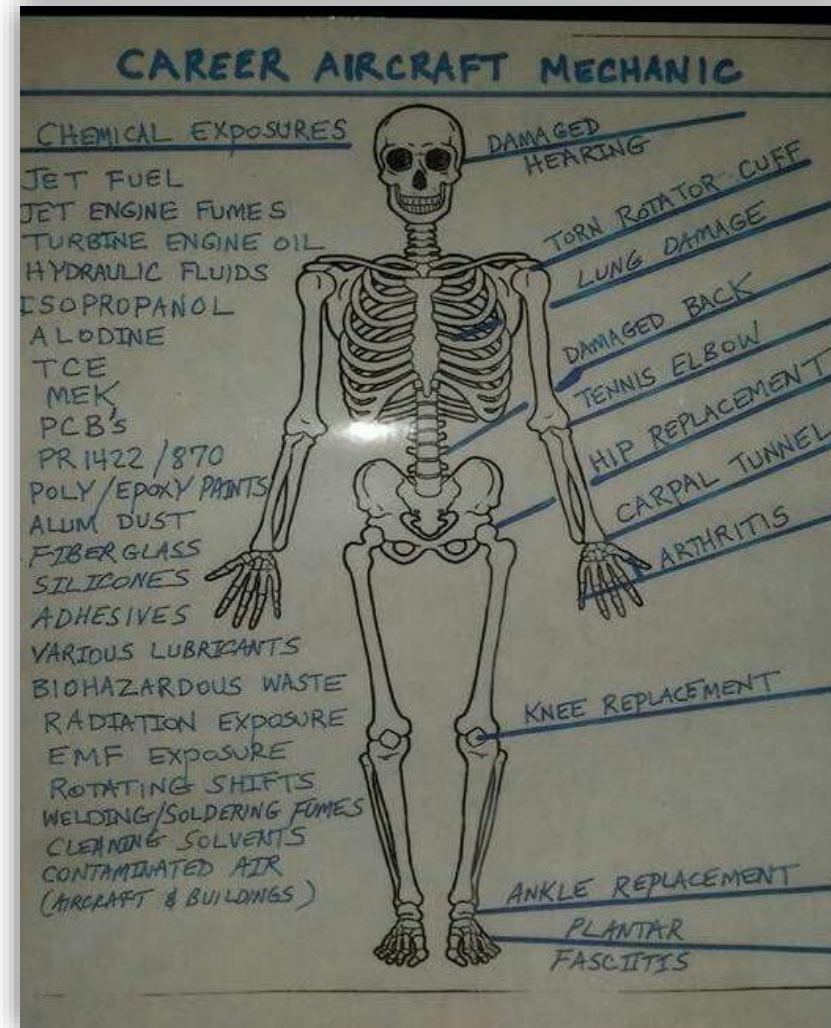 CAREER AIRCRAFT MECHANIC
CHEMICAL EXPOSURES
JET FUEL
JET ENGINE FUMES
TURBINE ENGINE OIL
HYDRAULIC FLUIDS
ISOPROPANOL
ALODINE
TCE
MEK
PCB's
PR1422/870
POLY/EPOXY PAINTS
ALUM DUST
FIBERGLASS
SILICONES
ADHESIVES
VARIOUS LUBRICANTS
BIOHAZARDOUS WASTE
RADIATION EXPOSURE
EMF EXPOSURE
ROTATING SHIFTS
WELDING/SOLDERING FUMES
CLEANING SOLVENTS
CONTAMINATED AIR
(AIRCRAFT & BUILDINGS)
DAMAGED
HEARING
TORN ROTATOR CUFF
LUNG DAMAGE
DAMAGED BACK
TENNIS ELBOW
HIP REPLACEMENT
CARPAL TUNNEL
ARTHRITIS
KNEE REPLACEMENT
ANKLE REPLACEMENT
PLANTAR
FASCIITIS